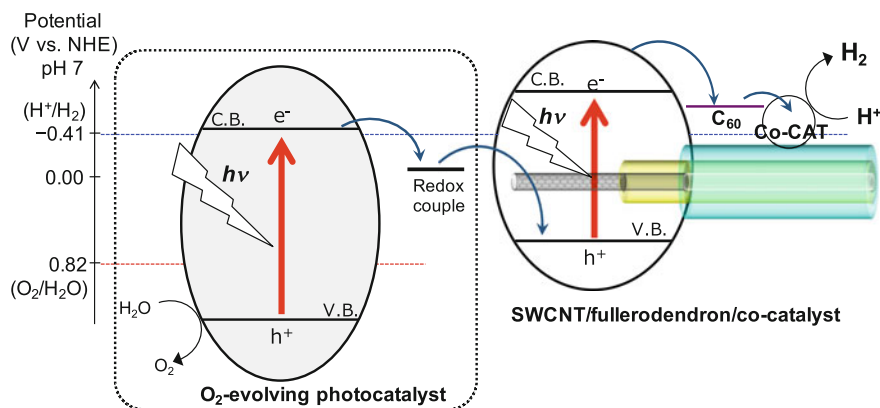 Potential
(V vs. NHE)
pH 7
(H⁺/H₂)
−0.41
0.00
0.82
(O₂/H₂O)
C.B.
e⁻
hν
H₂O
O₂
V.B.
h⁺
O₂-evolving photocatalyst
Redox
couple
C.B.
e⁻
hν
V.B.
h⁺
C₆₀
Co-CAT
H₂
H⁺
SWCNT/fullerodendron/co-catalyst